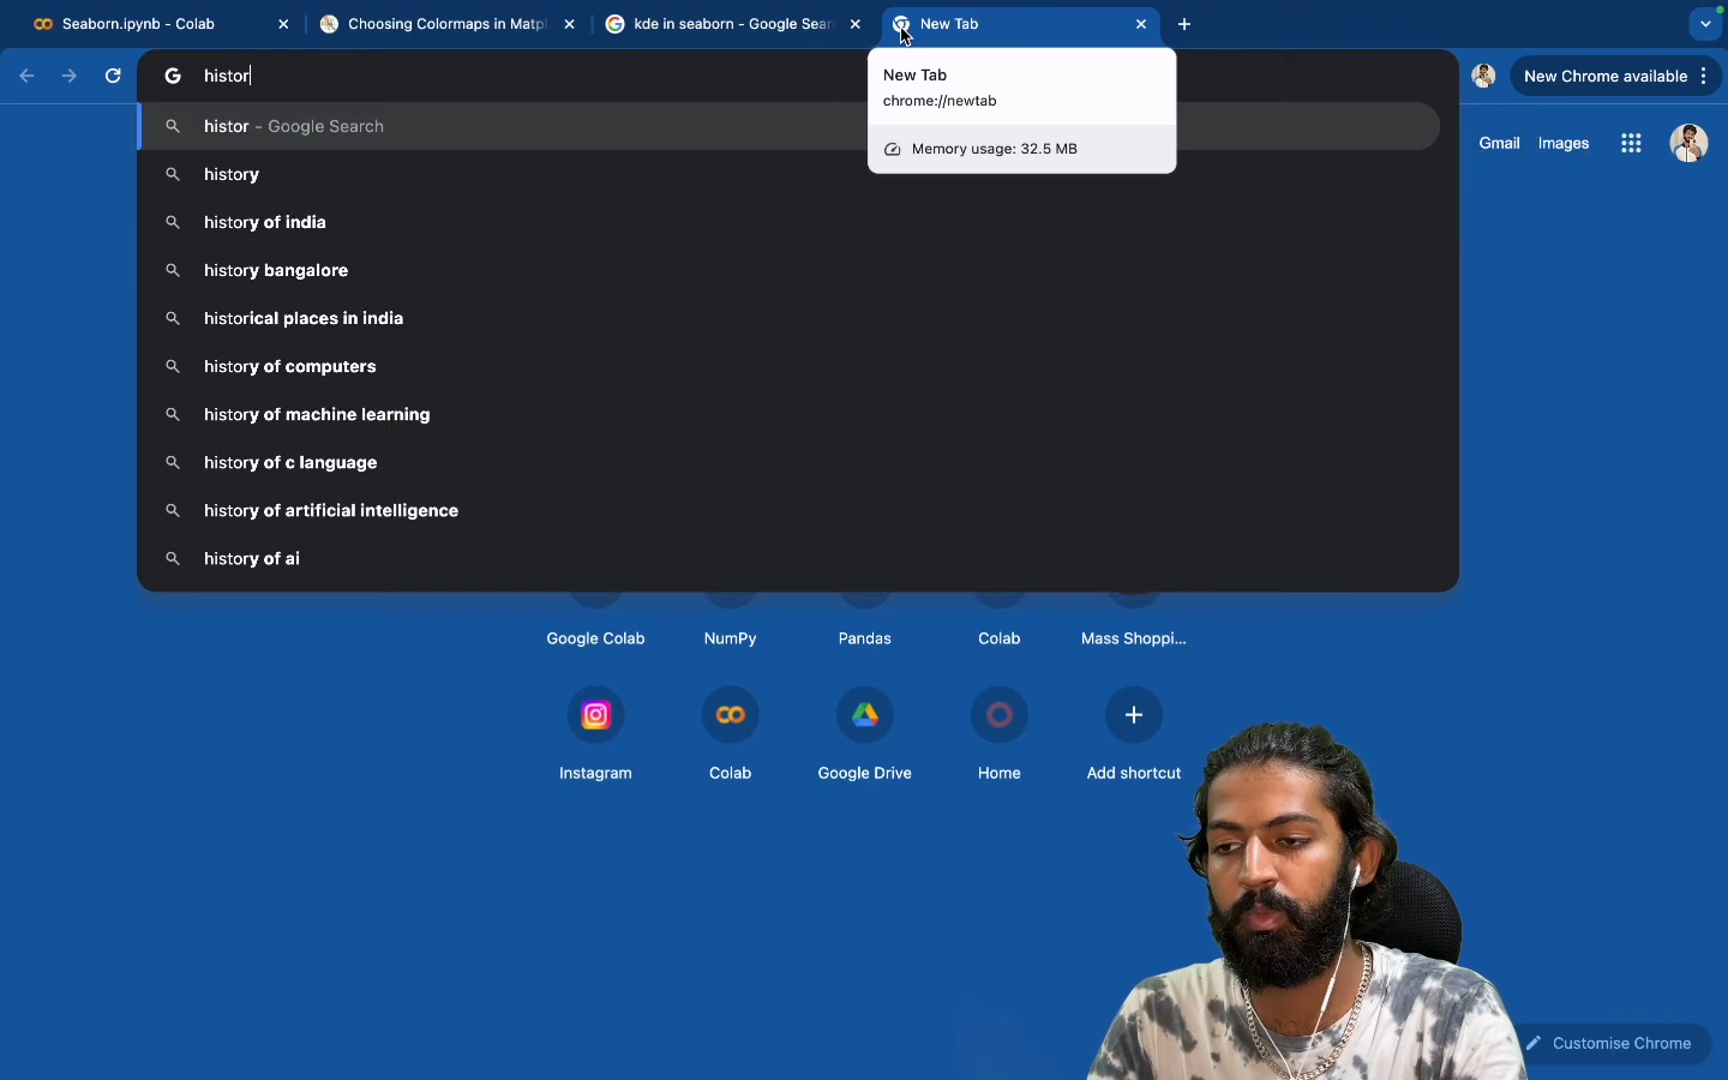 Seaborn.ipynb - Colab
Choosing Colormaps in Matpl
kde in seaborn - Google Sear
New Tab
histor
New Tab
chrome://newtab
Memory usage: 32.5 MB
New Chrome available
Gmail
Images
histor - Google Search
history
history of india
history bangalore
historical places in india
history of computers
history of machine learning
history of c language
history of artificial intelligence
history of ai
Google Colab
NumPy
Pandas
Colab
Mass Shoppi...
Instagram
Colab
Google Drive
Home
Add shortcut
Customise Chrome